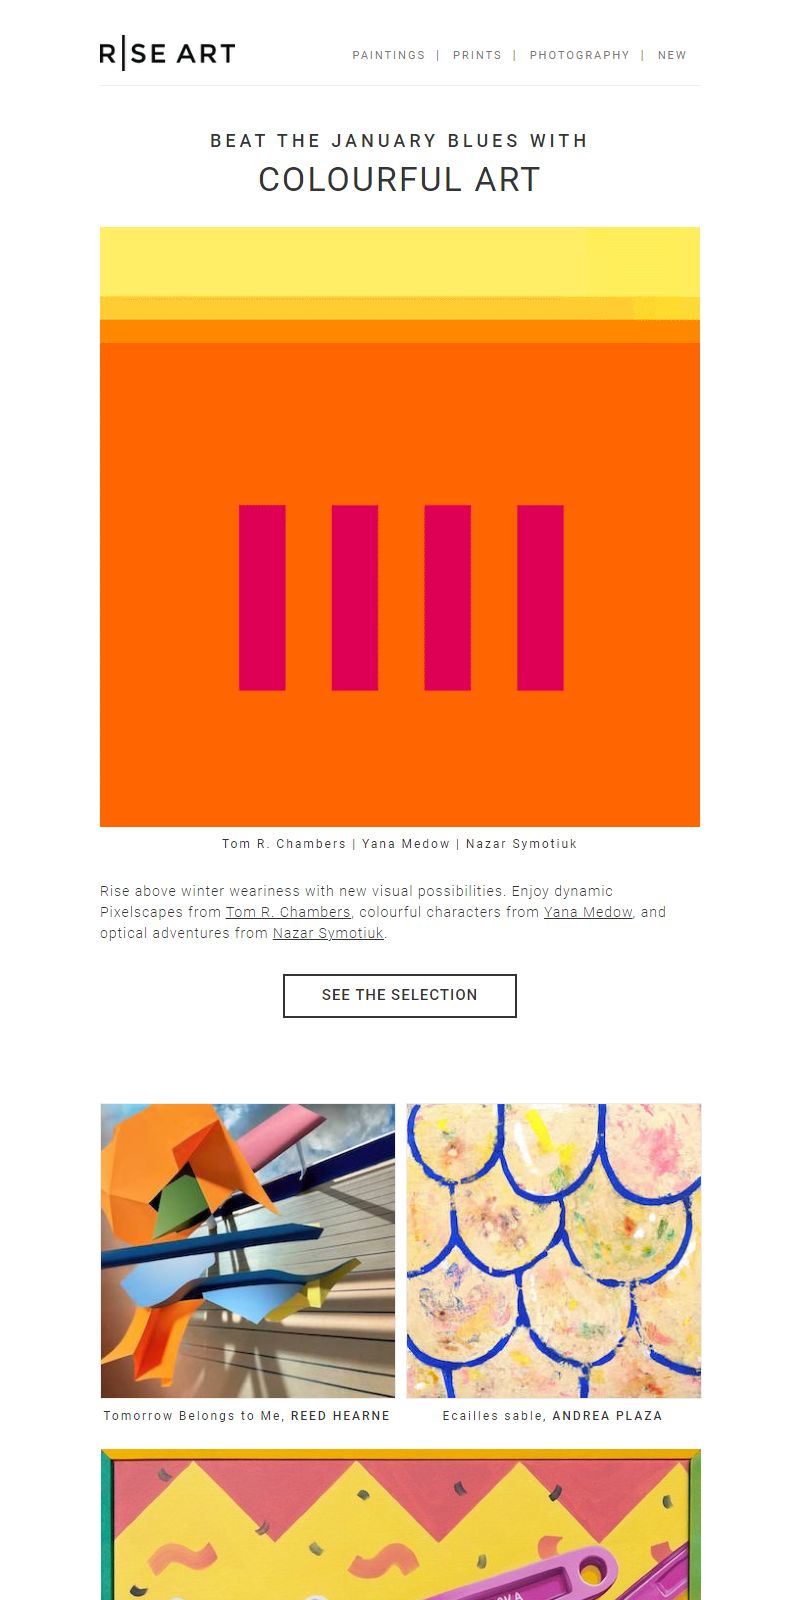 R|SE ART
PAINTINGS | PRINTS | PHOTOGRAPHY | NEW
BEAT THE JANUARY BLUES WITH
COLOURFUL ART
Tom R. Chambers | Yana Medow | Nazar Symotiuk
Rise above winter weariness with new visual possibilities. Enjoy dynamic
Pixelscapes from Tom R. Chambers, colourful characters from Yana Medow, and
optical adventures from Nazar Symotiuk.
SEE THE SELECTION
Tomorrow Belongs to Me, REED HEARNE
Ecailles sable, ANDREA PLAZA